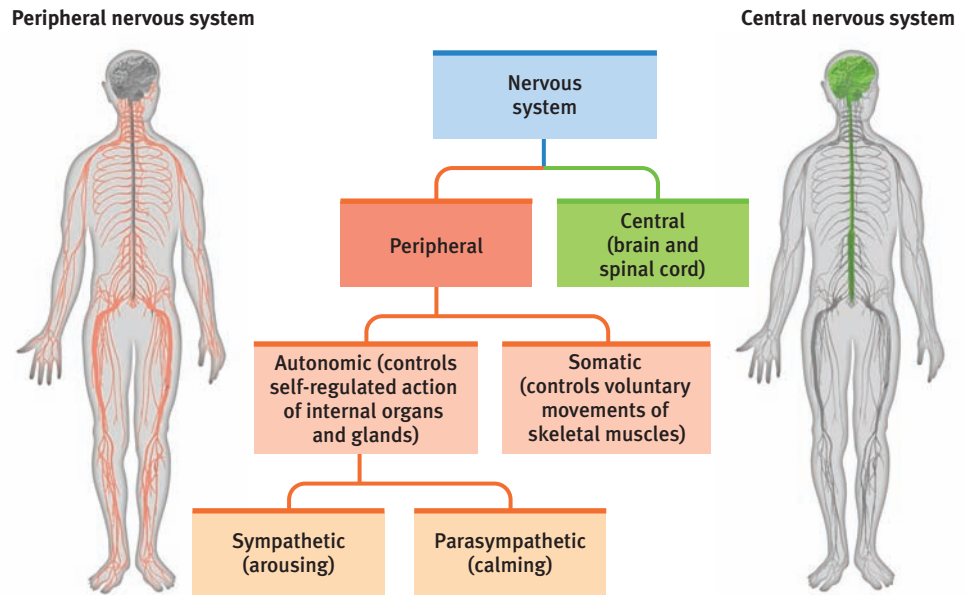 Peripheral nervous system
Central nervous system
Nervous
system
Peripheral
Central
(brain and
spinal cord)
Autonomic (controls
self-regulated action
of internal organs
and glands)
Somatic
(controls voluntary
movements of
skeletal muscles)
Sympathetic
(arousing)
Parasympathetic
(calming)